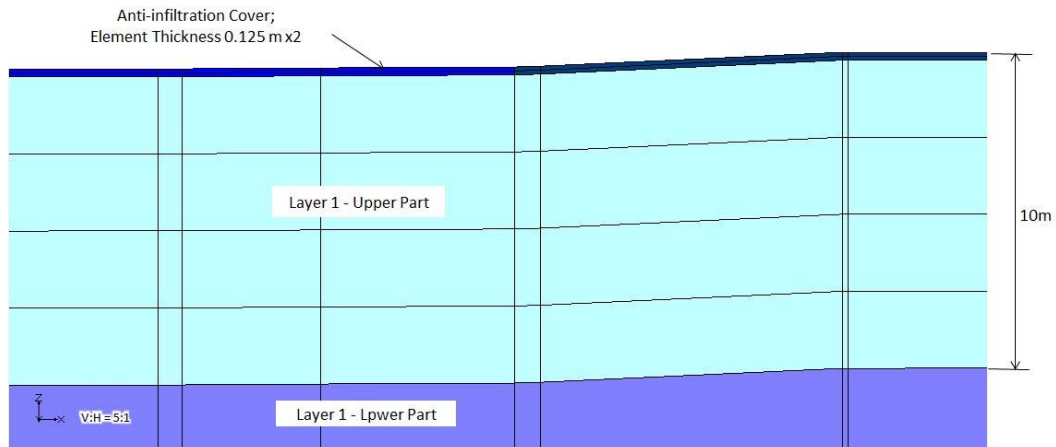 Anti-infiltration Cover;
Element Thickness 0.125 m x2
Layer 1 - Upper Part
10m
Layer 1 - Lpwer Part
Z
X
V:H = 5:1